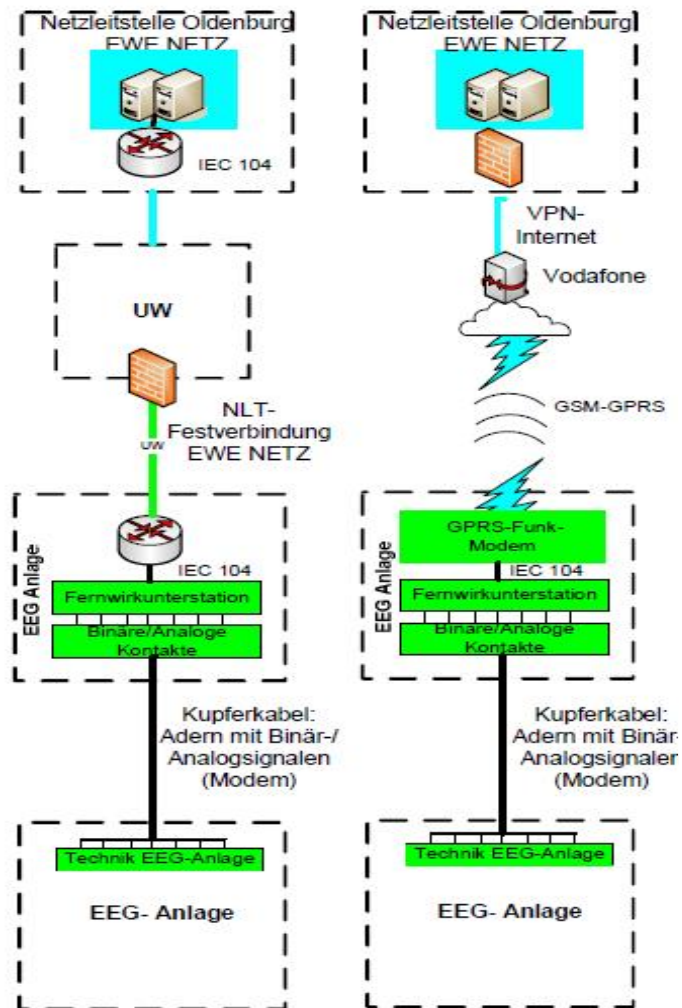 Netzleitstelle Oldenburg
EWE NETZ
IEC 104
UW
NLT-
Festverbindung
EWE NETZ
UW
EEG Anlage
IEC 104
Fernwirkunterstation
Binäre/Analoge
Kontakte
Kupferkabel:
Adern mit Binär-/
Analogsignalen
(Modem)
Technik EEG-Anlage
EEG- Anlage
Netzleitstelle Oldenburg
EWE NETZ
VPN-
Internet
Vodafone
GSM-GPRS
EEG Anlage
GPRS-Funk-
Modem
IEC 104
Fernwirkunterstation
Binäre/Analoge
Kontakte
Kupferkabel:
Adern mit Binär-
Analogsignalen
(Modem)
Technik EEG-Anlage
EEG- Anlage